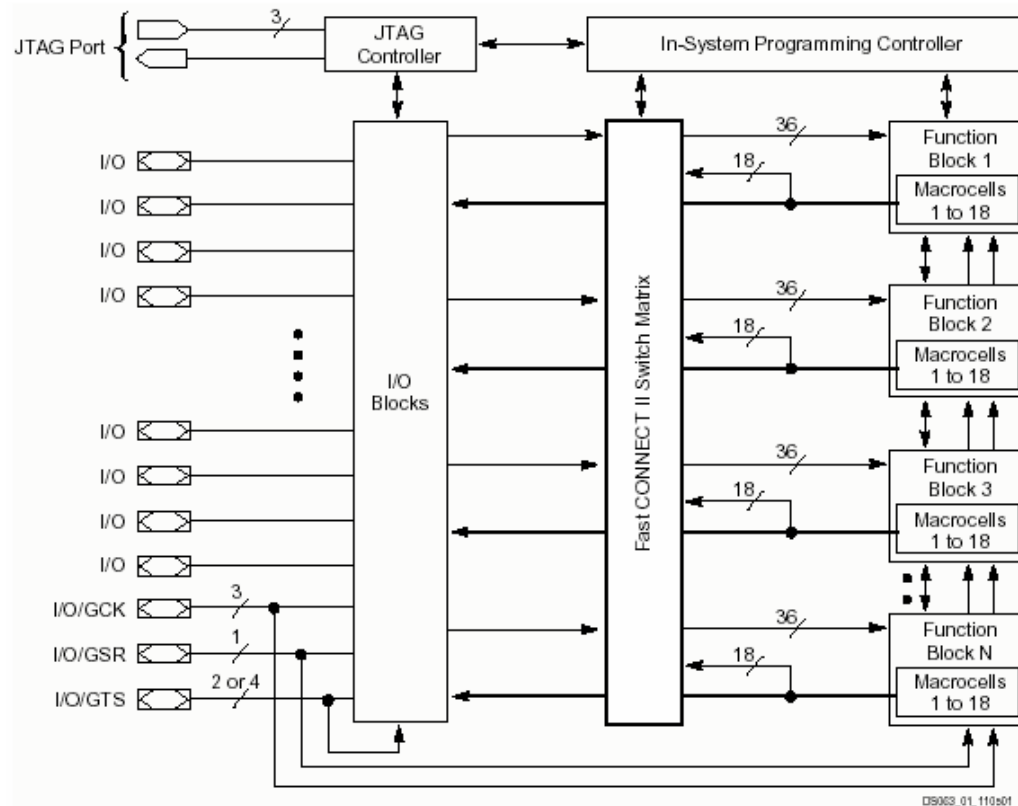 JTAG Port
3
JTAG
Controller
In-System Programming Controller
I/O
I/O
I/O
I/O
I/O
I/O
I/O
I/O
I/O/GCK
3
I/O/GSR
1
I/O/GTS
2 or 4
I/O
Blocks
Fast CONNECT II Switch Matrix
36
18
Function
Block 1
Macrocells
1 to 18
36
18
Function
Block 2
Macrocells
1 to 18
36
18
Function
Block 3
Macrocells
1 to 18
36
18
Function
Block N
Macrocells
1 to 18
DS063_01_110501